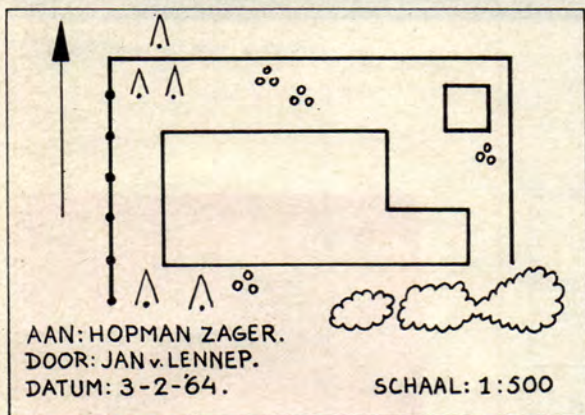 AAN: HOPMAN ZAGER.
DOOR: JAN v. LENNEP.
DATUM: 3-2-'64.
SCHAAL: 1:500